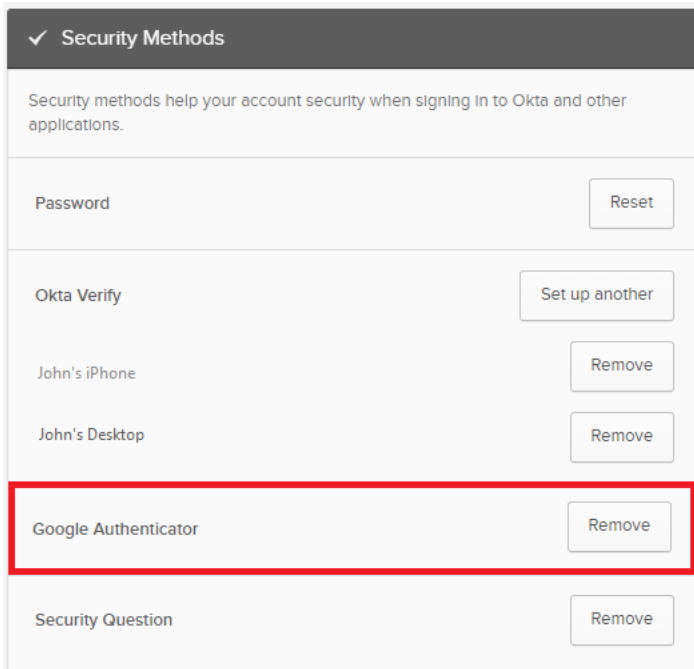 Security Methods
Security methods help your account security when signing in to Okta and other
applications.
Password
Reset
Okta Verify
Set up another
John's iPhone
Remove
John's Desktop
Remove
Google Authenticator
Remove
Security Question
Remove